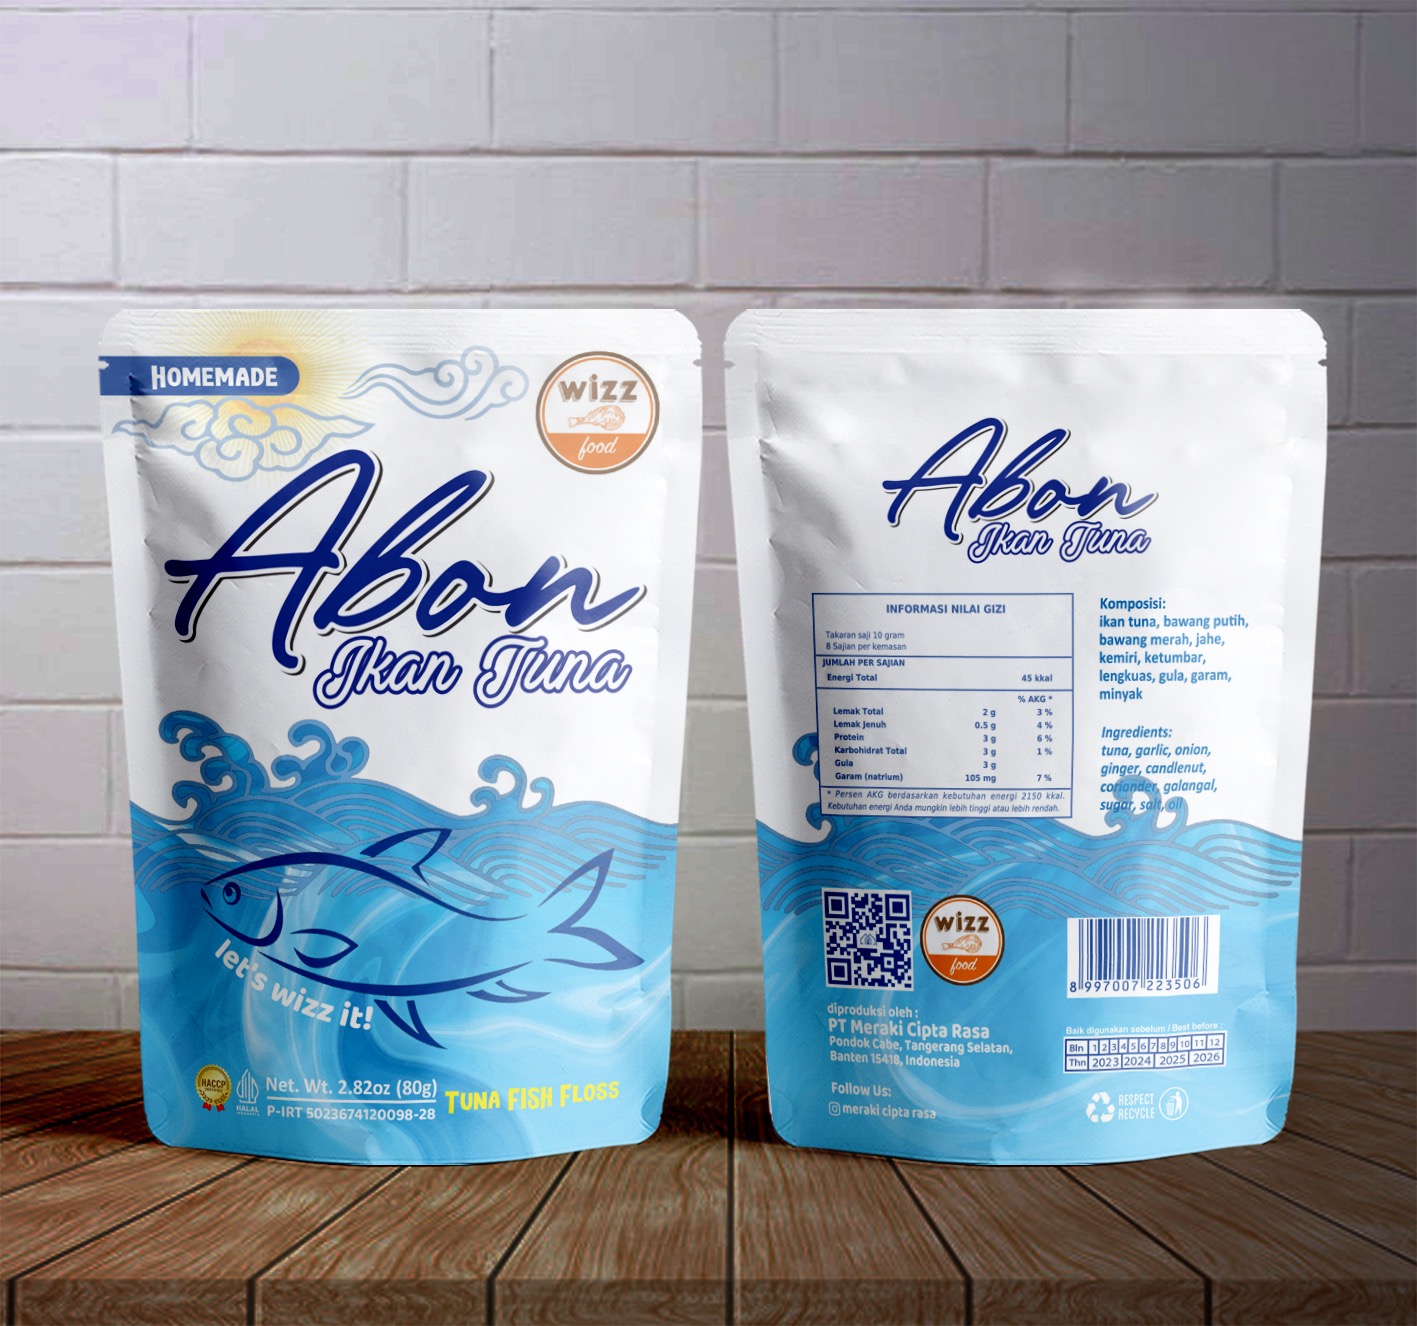 HOMEMADE
wizz
food
Abon
Ikan Tuna
let's wizz it!
HACCP
CERTIFIED
HALAL
INDONESIA
Net. Wt. 2.82oz (80g)
P-IRT 5023674120098-28
TUNA FISH FLOSS
Abon
Ikan Tuna
INFORMASI NILAI GIZI
Takaran saji 10 gram
8 Sajian per kemasan
JUMLAH PER SAJIAN
Energi Total 45 kkal
% AKG *
Lemak Total 2 g 3 %
Lemak Jenuh 0.5 g 4 %
Protein 3 g 6 %
Karbohidrat Total 3 g 1 %
Gula 3 g
Garam (natrium) 105 mg 7 %
* Persen AKG berdasarkan kebutuhan energi 2150 kkal.
Kebutuhan energi Anda mungkin lebih tinggi atau lebih rendah.
Komposisi:
ikan tuna, bawang putih,
bawang merah, jahe,
kemiri, ketumbar,
lengkuas, gula, garam,
minyak
Ingredients:
tuna, garlic, onion,
ginger, candlenut,
coriander, galangal,
sugar, salt, oil
wizz
food
8 997007 223506
diproduksi oleh :
PT Meraki Cipta Rasa
Pondok Cabe, Tangerang Selatan,
Banten 15418, Indonesia
Follow Us:
meraki cipta rasa
Baik digunakan sebelum / Best before :
Bln 1 2 3 4 5 6 7 8 9 10 11 12
Thn 2023 2024 2025 2026
RESPECT
RECYCLE